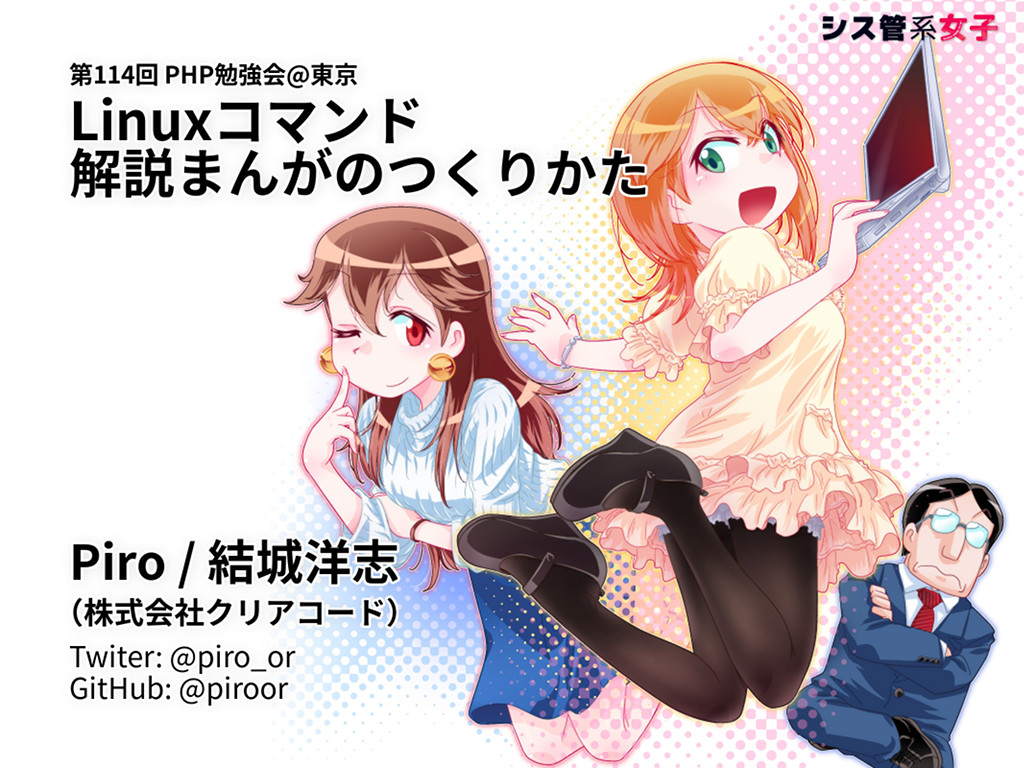 シス管系女子
第114回 PHP勉強会@東京
Linuxコマンド
解説まんがのつくりかた
Piro / 結城洋志
（株式会社クリアコード）
Twiter: @piro_or
GitHub: @piroor